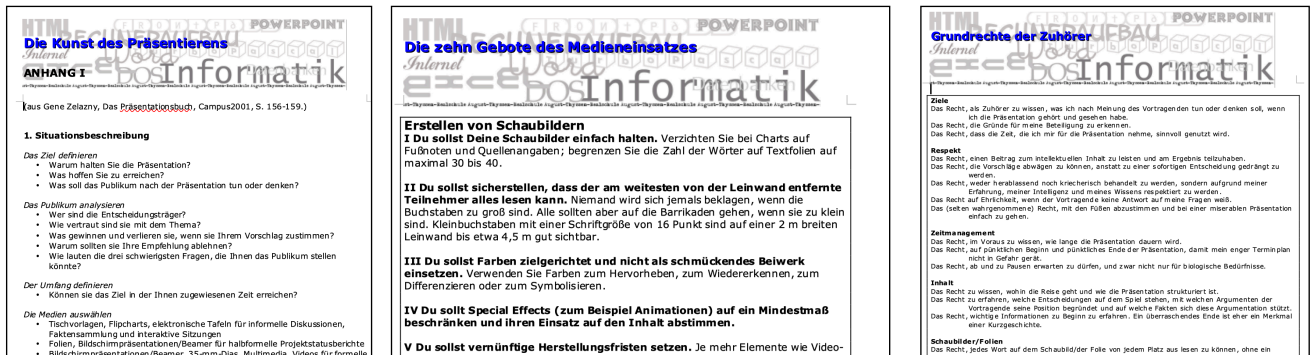 HTML
FRONTPG
POWERPOINT
RECHNERAUFBAU
Die Kunst des Präsentierens
Internet
Word
excel
DOS
Informatik
ANHANG I
(aus Gene Zelazny, Das Präsentationsbuch, Campus2001, S. 156-159.)
1. Situationsbeschreibung
Das Ziel definieren
• Warum halten Sie die Präsentation?
• Was hoffen Sie zu erreichen?
• Was soll das Publikum nach der Präsentation tun oder denken?
Das Publikum analysieren
• Wer sind die Entscheidungsträger?
• Wie vertraut sind sie mit dem Thema?
• Was gewinnen und verlieren sie, wenn sie Ihrem Vorschlag zustimmen?
• Warum sollten sie Ihre Empfehlung ablehnen?
• Wie lauten die drei schwierigsten Fragen, die Ihnen das Publikum stellen
könnte?
Der Umfang definieren
• Können sie das Ziel in der Ihnen zugewiesenen Zeit erreichen?
Die Medien auswählen
• Tischvorlagen, Flipcharts, elektronische Tafeln für informelle Diskussionen,
Faktensammlung und interaktive Sitzungen
• Folien, Bildschirmpräsentationen/Beamer für halbformelle Projektstatusberichte
• Bildschirmpräsentationen/Beamer, 35-mm-Dias, Multimedia, Videos für formelle
HTML
POWERPOINT
Die zehn Gebote des Medieneinsatzes
Internet
Word
excel
DOS
Informatik
Erstellen von Schaubildern
I Du sollst Deine Schaubilder einfach halten. Verzichten Sie bei Charts auf
Fußnoten und Quellenangaben; begrenzen Sie die Zahl der Wörter auf Textfolien auf
maximal 30 bis 40.
II Du sollst sicherstellen, dass der am weitesten von der Leinwand entfernte
Teilnehmer alles lesen kann. Niemand wird sich jemals beklagen, wenn die
Buchstaben zu groß sind. Alle sollten aber auf die Barrikaden gehen, wenn sie zu klein
sind. Kleinbuchstaben mit einer Schriftgröße von 16 Punkt sind auf einer 2 m breiten
Leinwand bis etwa 4,5 m gut sichtbar.
III Du sollst Farben zielgerichtet und nicht als schmückendes Beiwerk
einsetzen. Verwenden Sie Farben zum Hervorheben, zum Wiedererkennen, zum
Differenzieren oder zum Symbolisieren.
IV Du sollt Special Effects (zum Beispiel Animationen) auf ein Mindestmaß
beschränken und ihren Einsatz auf den Inhalt abstimmen.
V Du sollt vernünftige Herstellungsfristen setzen. Je mehr Elemente wie Video-
HTML
POWERPOINT
Grundrechte der Zuhörer
Internet
Word
excel
DOS
Informatik
Ziele
Das Recht, als Zuhörer zu wissen, was ich nach Meinung des Vortragenden tun oder denken soll, wenn
ich die Präsentation gehört und gesehen habe.
Das Recht, die Gründe für meine Beteiligung zu erkennen.
Das Recht, dass die Zeit, die ich mir für die Präsentation nehme, sinnvoll genutzt wird.
Respekt
Das Recht, einen Beitrag zum intellektuellen Inhalt zu leisten und am Ergebnis teilzuhaben.
Das Recht, die Vorschläge abwägen zu können, anstatt zu einer sofortigen Entscheidung gedrängt zu
werden.
Das Recht, weder herablassend noch kriecherisch behandelt zu werden, sondern aufgrund meiner
Erfahrung, meiner Intelligenz und meines Wissens respektiert zu werden.
Das Recht auf Ehrlichkeit, wenn der Vortragende keine Antwort auf meine Fragen weiß.
Das (selten wahrgenommene) Recht, mit den Füßen abzustimmen und bei einer miserablen Präsentation
einfach zu gehen.
Zeitmanagement
Das Recht, im Voraus zu wissen, wie lange die Präsentation dauern wird.
Das Recht, auf pünktlichen Beginn und pünktliches Ende der Präsentation, damit mein enger Terminplan
nicht in Gefahr gerät.
Das Recht, ab und zu Pausen erwarten zu dürfen, und zwar nicht nur für biologische Bedürfnisse.
Inhalt
Das Recht zu wissen, wohin die Reise geht und wie die Präsentation strukturiert ist.
Das Recht zu erfahren, welche Entscheidungen auf dem Spiel stehen, mit welchen Argumenten der
Vortragende seine Position begründet und auf welche Fakten sich diese Argumentation stützt.
Das Recht, wichtige Informationen zu Beginn zu erfahren. Ein überraschendes Ende ist eher ein Merkmal
einer Kurzgeschichte.
Schaubilder/Folien
Das Recht, jedes Wort auf dem Schaubild/der Folie von jedem Platz aus lesen zu können, ohne ein